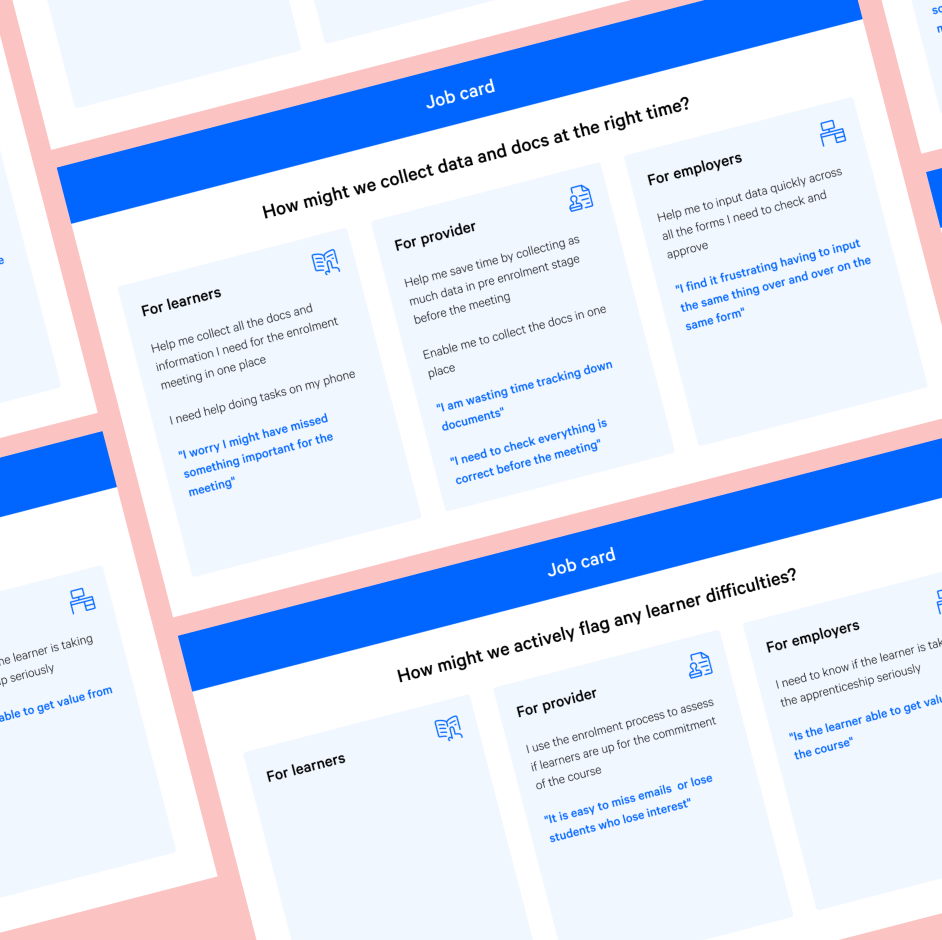 Job card
How might we collect data and docs at the right time?
For learners
Help me collect all the docs and
information I need for the enrolment
meeting in one place
I need help doing tasks on my phone
"I worry I might have missed
something important for the
meeting"
For provider
Help me save time by collecting as
much data in pre enrolment stage
before the meeting
Enable me to collect the docs in one
place
"I am wasting time tracking down
documents"
"I need to check everything is
correct before the meeting"
For employers
Help me to input data quickly across
all the forms I need to check and
approve
"I find it frustrating having to input
the same thing over and over on the
same form"
learner is taking
seriously
able to get value from
Job card
How might we actively flag any learner difficulties?
For learners
For provider
I use the enrolment process to assess
if learners are up for the commitment
of the course
"It is easy to miss emails or lose
students who lose interest"
For employers
I need to know if the learner is
the apprenticeship seriously
"Is the learner able to get
the course"